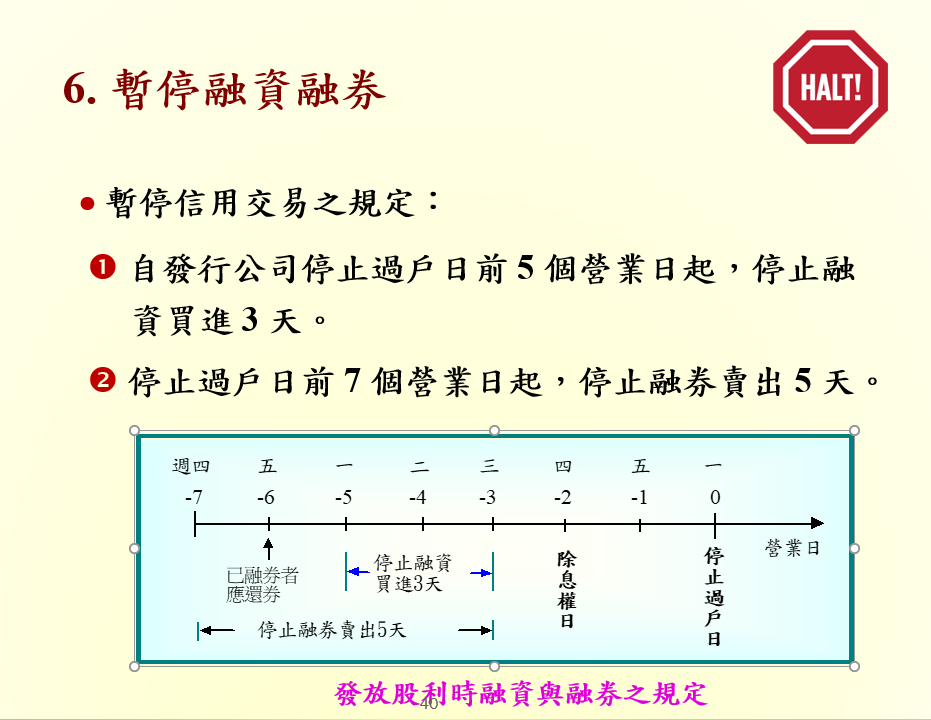 6. 暫停融資融券
HALT!
• 暫停信用交易之規定：
❶ 自發行公司停止過戶日前 5 個營業日起，停止融
資買進 3 天。
❷ 停止過戶日前 7 個營業日起，停止融券賣出 5 天。
週四 五 一 二 三 四 五 一
-7 -6 -5 -4 -3 -2 -1 0
營業日
已融券者
應還券
停止融資
買進3天
除息權日
停止過戶日
停止融券賣出5天
發放股利時融資與融券之規定
40